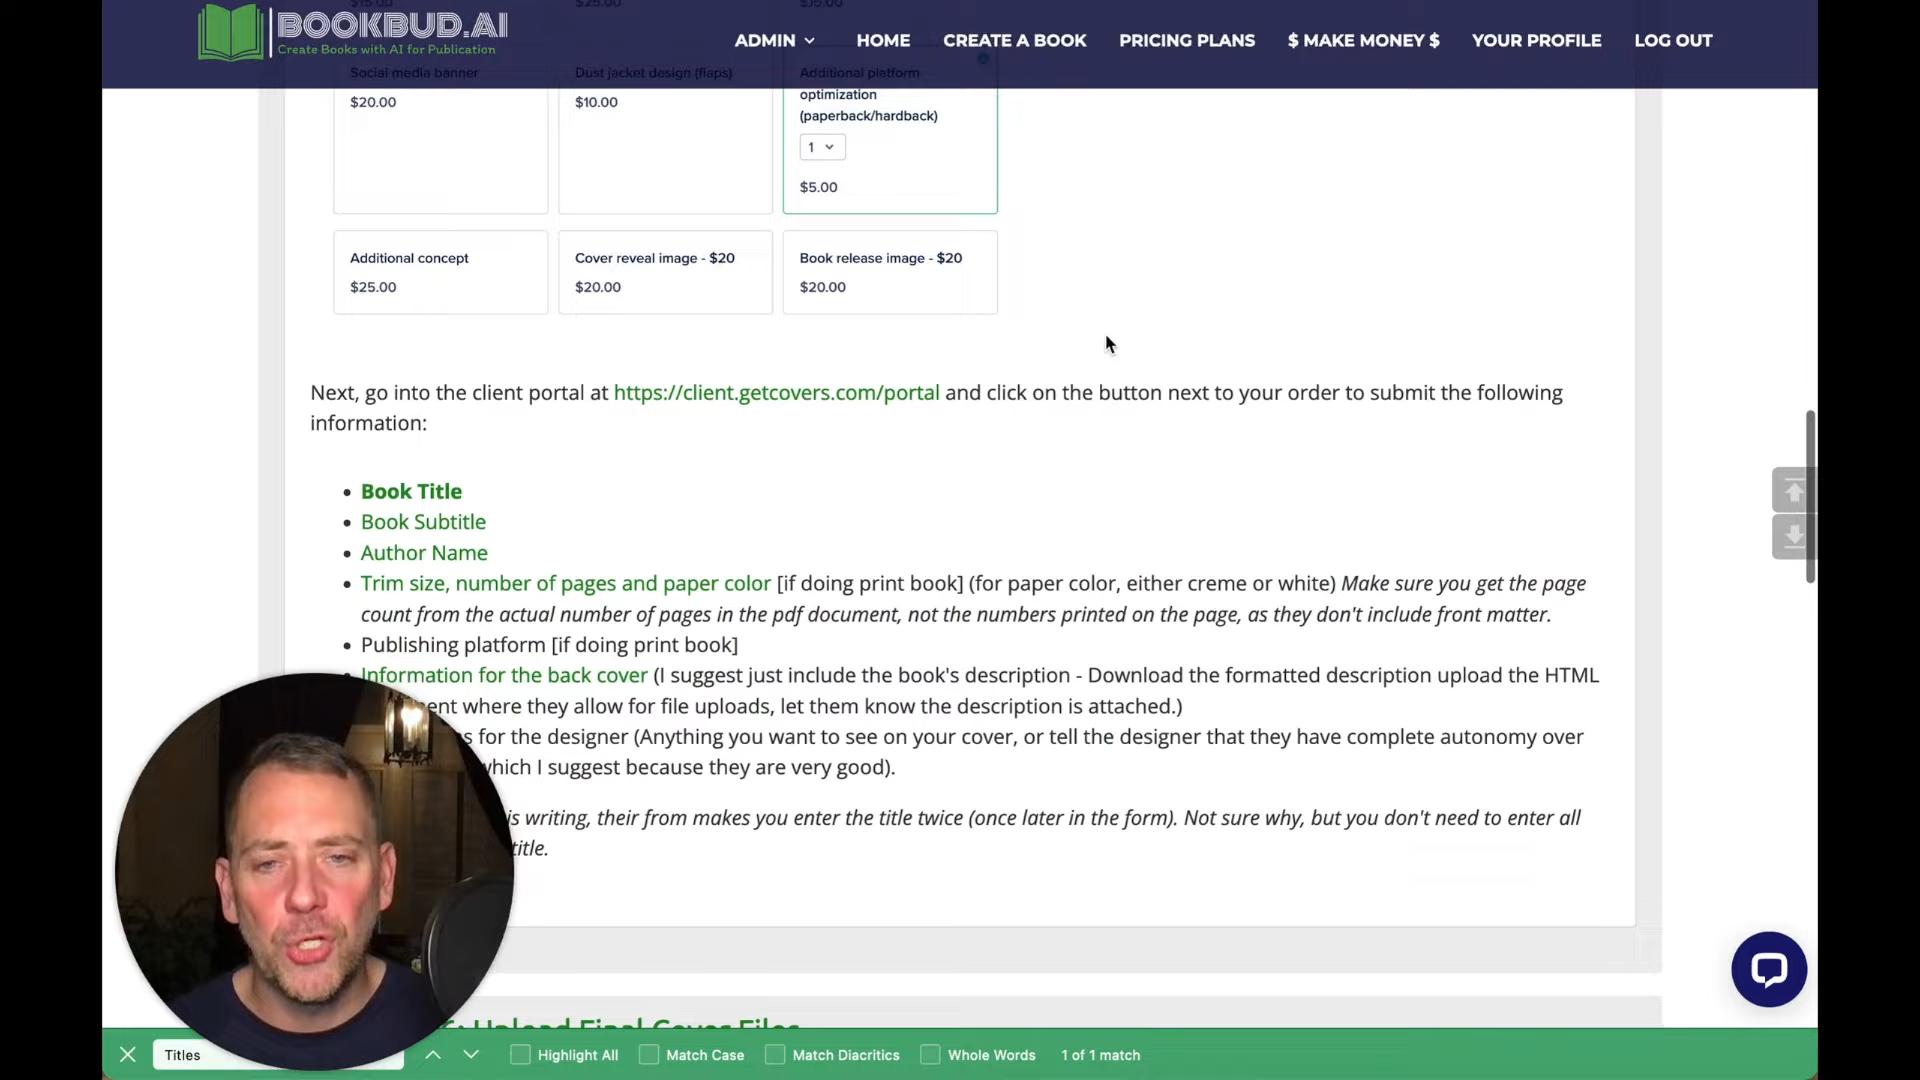 BOOKBUD.AI
Create Books with AI for Publication
ADMIN HOME CREATE A BOOK PRICING PLANS $ MAKE MONEY $ YOUR PROFILE LOG OUT
$15.00 $25.00 $15.00
Social media banner
$20.00
Dust jacket design (flaps)
$10.00
Additional platform
optimization
(paperback/hardback)
1
$5.00
Additional concept
$25.00
Cover reveal image - $20
$20.00
Book release image - $20
$20.00
Next, go into the client portal at https://client.getcovers.com/portal and click on the button next to your order to submit the following
information:
• Book Title
• Book Subtitle
• Author Name
• Trim size, number of pages and paper color [if doing print book] (for paper color, either creme or white) Make sure you get the page
count from the actual number of pages in the pdf document, not the numbers printed on the page, as they don't include front matter.
• Publishing platform [if doing print book]
• Information for the back cover (I suggest just include the book's description - Download the formatted description upload the HTML
ent where they allow for file uploads, let them know the description is attached.)
s for the designer (Anything you want to see on your cover, or tell the designer that they have complete autonomy over
which I suggest because they are very good).
is writing, their from makes you enter the title twice (once later in the form). Not sure why, but you don't need to enter all
title.
: Upload Final Cover Files
Titles Highlight All Match Case Match Diacritics Whole Words 1 of 1 match